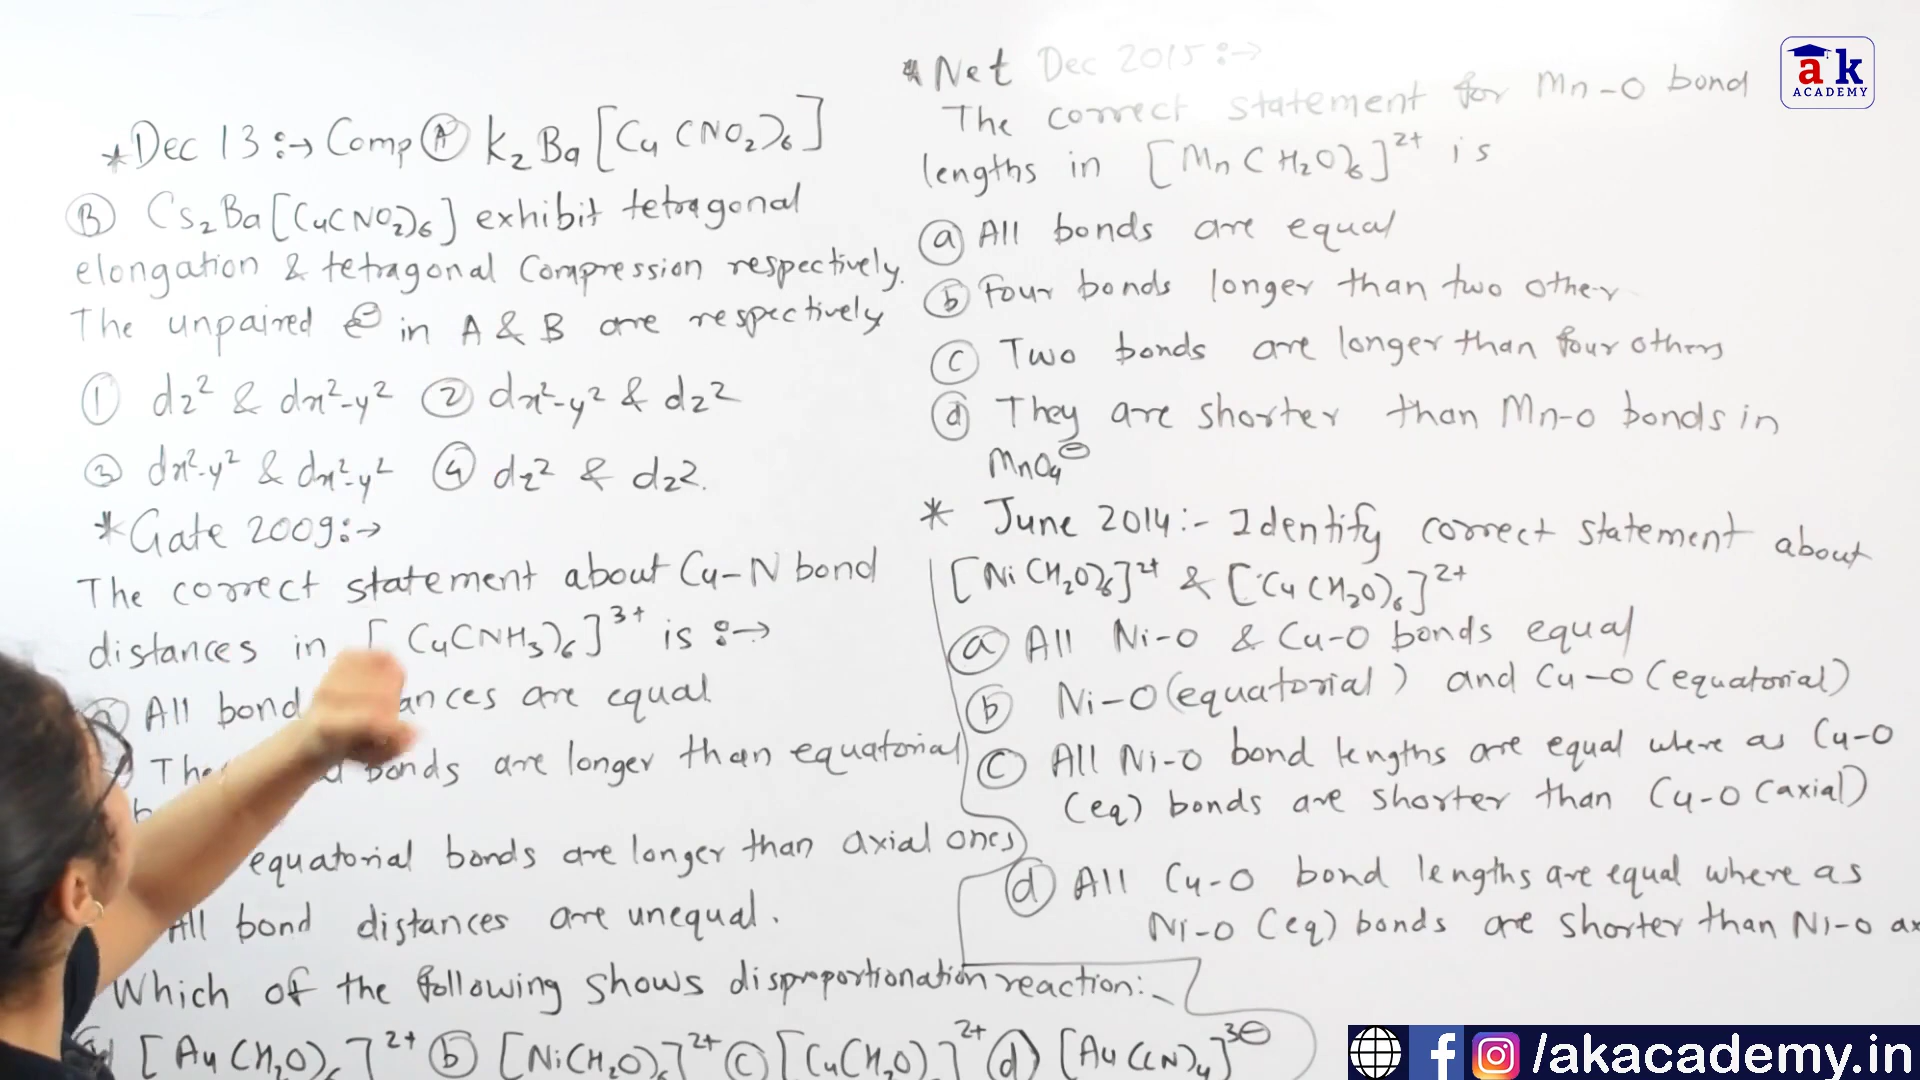 * Dec 13 :→ Comp (A) K₂Ba[Cu(NO₂)₆]
(B) Cs₂Ba[Cu(NO₂)₆] exhibit tetragonal
elongation & tetragonal compression respectively.
The unpaired e⊖ in A & B are respectively
① dz² & dx²-y² ② dx²-y² & dz²
③ dx²-y² & dx²-y² ④ dz² & dz².
* Gate 2009 :→
The correct statement about Cu-N bond
distances in [Cu(NH₃)₆]³⁺ is :→
All bond ances are equal
The bonds are longer than equatorial
equatorial bonds are longer than axial ones
All bond distances are unequal.
Which of the following shows disproportionation reaction:-
[Au(H₂O)₆]²⁺ (b) [Ni(H₂O)₆]²⁺ (c) [Cu(H₂O)]²⁺ (d) [Au(CN)₄]³⊖
* Net Dec 2015 :→
The correct statement for Mn-O bond
lengths in [Mn(H₂O)₆]²⁺ is
(a) All bonds are equal
(b) Four bonds longer than two other
(c) Two bonds are longer than four others
(d) They are shorter than Mn-O bonds in
MnO₄⊖
* June 2014 :- Identify correct statement about
[Ni(H₂O)₆]²⁺ & [Cu(H₂O)₆]²⁺
(a) All Ni-O & Cu-O bonds equal
(b) Ni-O (equatorial) and Cu-O (equatorial)
(c) All Ni-O bond lengths are equal where as Cu-O
(eq) bonds are shorter than Cu-O (axial)
(d) All Cu-O bond lengths are equal where as
Ni-O (eq) bonds are shorter than Ni-O ax
ak
ACADEMY
/akacademy.in